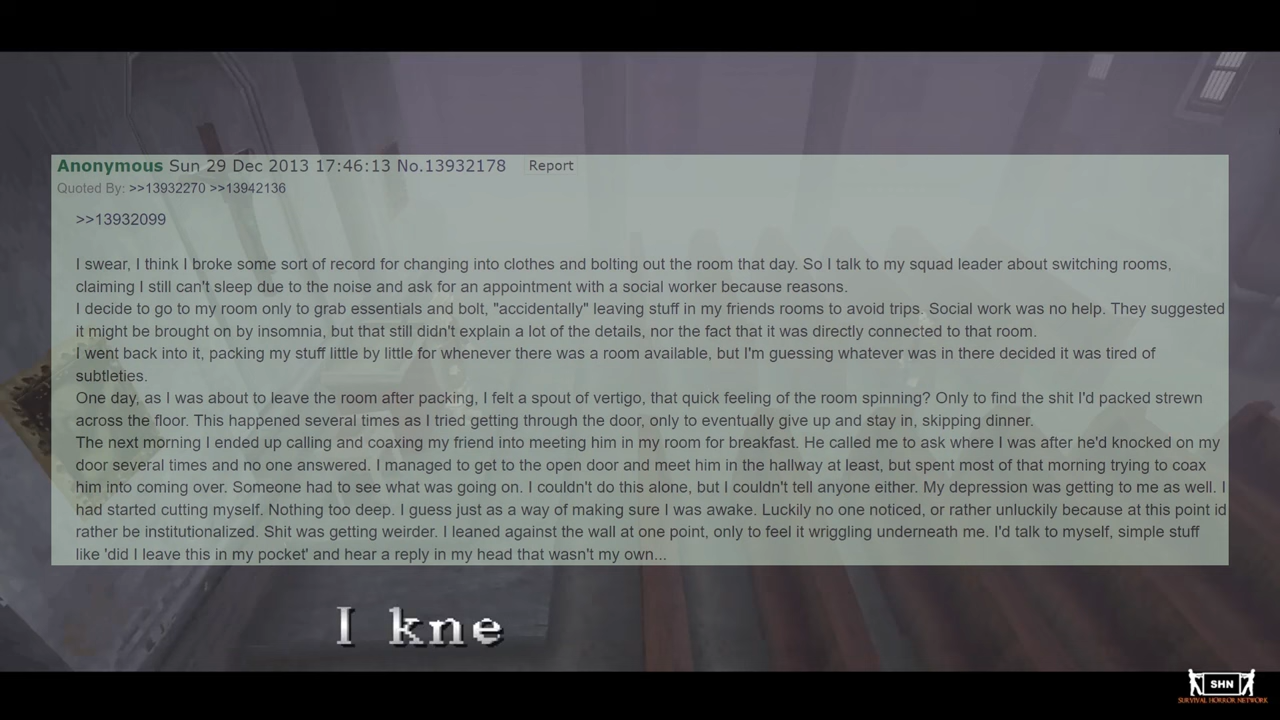 Anonymous Sun 29 Dec 2013 17:46:13 No.13932178 Report
Quoted By: >>13932270 >>13942136
>>13932099
I swear, I think I broke some sort of record for changing into clothes and bolting out the room that day. So I talk to my squad leader about switching rooms,
claiming I still can't sleep due to the noise and ask for an appointment with a social worker because reasons.
I decide to go to my room only to grab essentials and bolt, "accidentally" leaving stuff in my friends rooms to avoid trips. Social work was no help. They suggested
it might be brought on by insomnia, but that still didn't explain a lot of the details, nor the fact that it was directly connected to that room.
I went back into it, packing my stuff little by little for whenever there was a room available, but I'm guessing whatever was in there decided it was tired of
subtleties.
One day, as I was about to leave the room after packing, I felt a spout of vertigo, that quick feeling of the room spinning? Only to find the shit I'd packed strewn
across the floor. This happened several times as I tried getting through the door, only to eventually give up and stay in, skipping dinner.
The next morning I ended up calling and coaxing my friend into meeting him in my room for breakfast. He called me to ask where I was after he'd knocked on my
door several times and no one answered. I managed to get to the open door and meet him in the hallway at least, but spent most of that morning trying to coax
him into coming over. Someone had to see what was going on. I couldn't do this alone, but I couldn't tell anyone either. My depression was getting to me as well. I
had started cutting myself. Nothing too deep. I guess just as a way of making sure I was awake. Luckily no one noticed, or rather unluckily because at this point id
rather be institutionalized. Shit was getting weirder. I leaned against the wall at one point, only to feel it wriggling underneath me. I'd talk to myself, simple stuff
like 'did I leave this in my pocket' and hear a reply in my head that wasn't my own...
I kne
SHN
SURVIVAL HORROR NETWORK